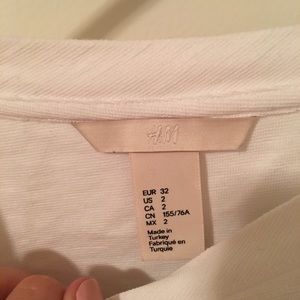 H&M
EUR 32
US 2
CA 2
CN 155/76A
MX 2
Made in
Turkey
Fabriqué en
Turquie